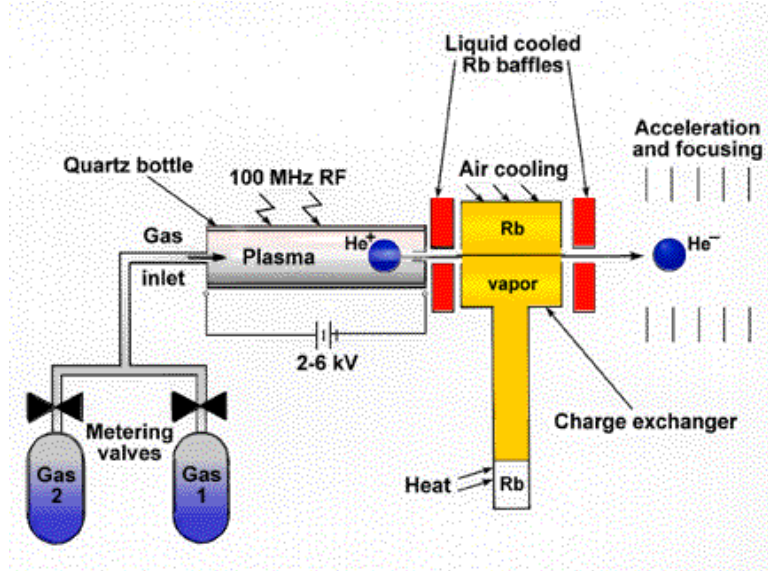 Liquid cooled
Rb baffles
Acceleration
and focusing
Quartz bottle
100 MHz RF
Air cooling
Gas
inlet
Plasma
He+
Rb
vapor
He−
2-6 kV
Charge exchanger
Metering
valves
Gas
2
Gas
1
Heat
Rb